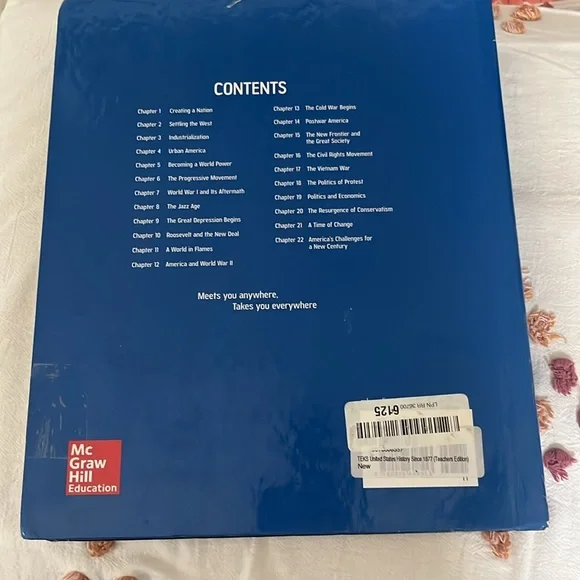 CONTENTS
Chapter 1 Creating a Nation
Chapter 2 Settling the West
Chapter 3 Industrialization
Chapter 4 Urban America
Chapter 5 Becoming a World Power
Chapter 6 The Progressive Movement
Chapter 7 World War I and Its Aftermath
Chapter 8 The Jazz Age
Chapter 9 The Great Depression Begins
Chapter 10 Roosevelt and the New Deal
Chapter 11 A World in Flames
Chapter 12 America and World War II
Chapter 13 The Cold War Begins
Chapter 14 Postwar America
Chapter 15 The New Frontier and
the Great Society
Chapter 16 The Civil Rights Movement
Chapter 17 The Vietnam War
Chapter 18 The Politics of Protest
Chapter 19 Politics and Economics
Chapter 20 The Resurgence of Conservatism
Chapter 21 A Time of Change
Chapter 22 America's Challenges for
a New Century
Meets you anywhere,
Takes you everywhere
Mc
Graw
Hill
Education
LPN RR 36700
6125
TEKS United States History Since 1877 (Teachers Edition)
New